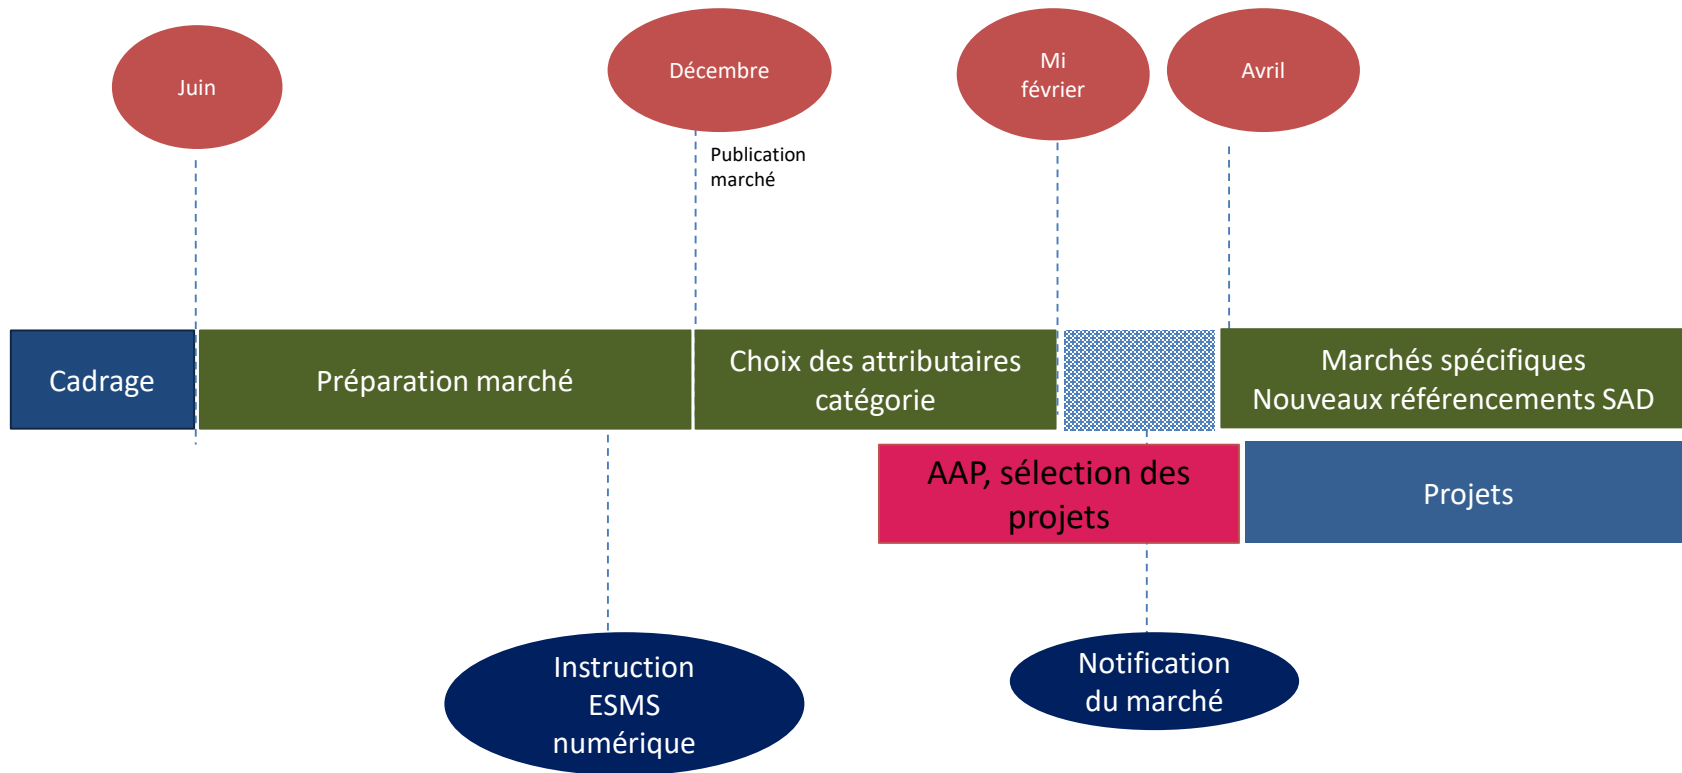 Juin
Décembre
Mi
février
Avril
Publication
marché
Cadrage
Préparation marché
Choix des attributaires
catégorie
Marchés spécifiques
Nouveaux référencements SAD
AAP, sélection des
projets
Projets
Instruction
ESMS
numérique
Notification
du marché